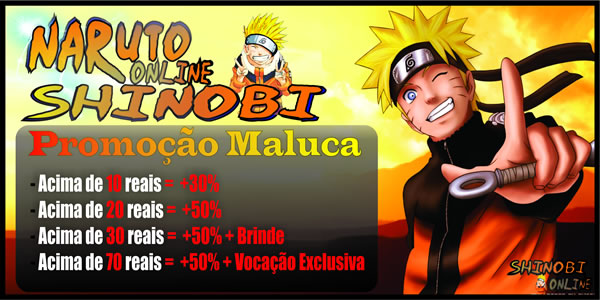 NARUTO
ONLINE
SHINOBI
Promoção Maluca
- Acima de 10 reais = +30%
- Acima de 20 reais = +50%
- Acima de 30 reais = +50% + Brinde
- Acima de 70 reais = +50% + Vocação Exclusiva
SHINOBI
ONLINE